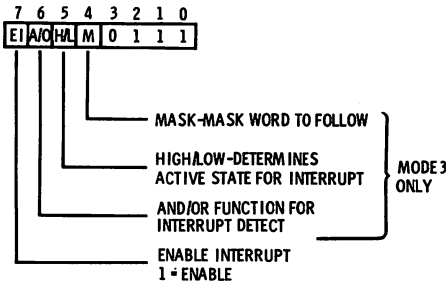 7 6 5 4 3 2 1 0
EI A/O H/L M 0 1 1 1
MASK-MASK WORD TO FOLLOW
HIGH/LOW-DETERMINES
ACTIVE STATE FOR INTERRUPT
MODE 3
ONLY
AND/OR FUNCTION FOR
INTERRUPT DETECT
ENABLE INTERRUPT
1 = ENABLE